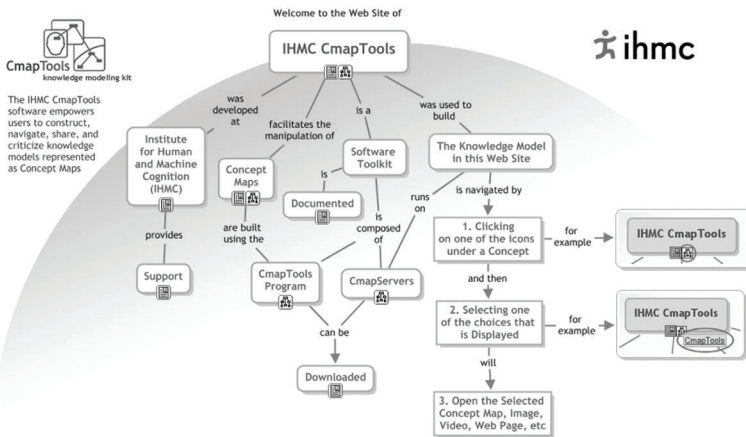 Welcome to the Web Site of
IHMC CmapTools
ihmc
CmapTools
knowledge modeling kit
The IHMC CmapTools
software empowers
users to construct,
navigate, share, and
criticize knowledge
models represented
as Concept Maps
was
developed
at
facilitates the
manipulation of
is a
was used to
build
Institute
for Human
and Machine
Cognition
(IHMC)
Concept
Maps
Software
Toolkit
The Knowledge Model
in this Web Site
is
Documented
runs
on
is navigated by
provides
are built
using the
is
composed
of
1. Clicking
on one of the icons
under a Concept
for
example
IHMC CmapTools
Support
CmapTools
Program
CmapServers
and then
2. Selecting one
of the choices that
is Displayed
for
example
IHMC CmapTools
CmapTools
can be
will
Downloaded
3. Open the Selected
Concept Map, Image,
Video, Web Page, etc